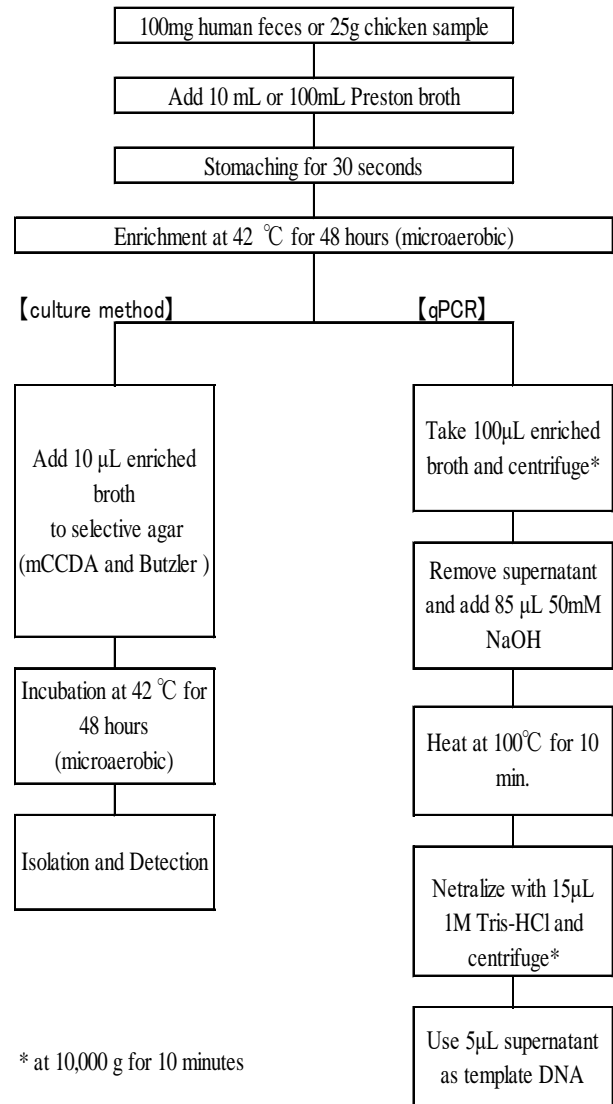 100mg human feces or 25g chicken sample
Add 10 mL or 100mL Preston broth
Stomaching for 30 seconds
Enrichment at 42 ℃ for 48 hours (microaerobic)
【culture method】
Add 10 μL enriched
broth
to selective agar
(mCCDA and Butzler )
Incubation at 42 ℃ for
48 hours
(microaerobic)
Isolation and Detection
【qPCR】
Take 100μL enriched
broth and centrifuge*
Remove supernatant
and add 85 μL 50mM
NaOH
Heat at 100℃ for 10
min.
Netralize with 15μL
1M Tris-HCl and
centrifuge*
Use 5μL supernatant
as template DNA
* at 10,000 g for 10 minutes